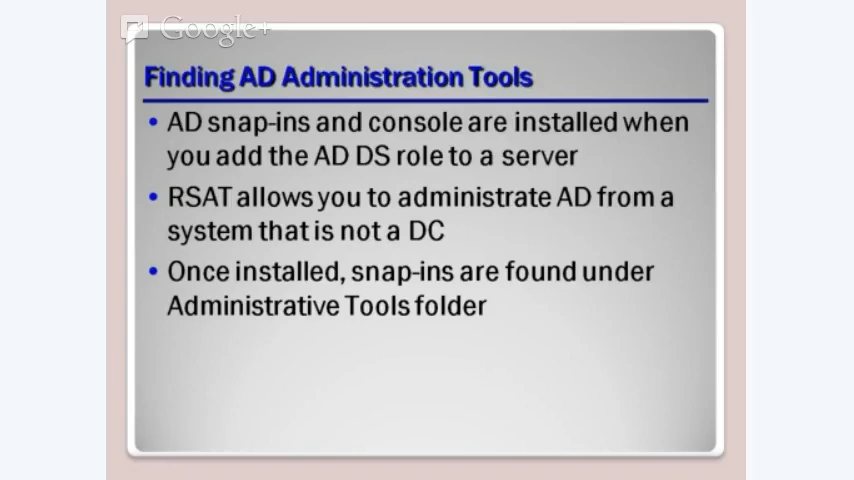 Google+
Finding AD Administration Tools
• AD snap-ins and console are installed when
you add the AD DS role to a server
• RSAT allows you to administrate AD from a
system that is not a DC
• Once installed, snap-ins are found under
Administrative Tools folder